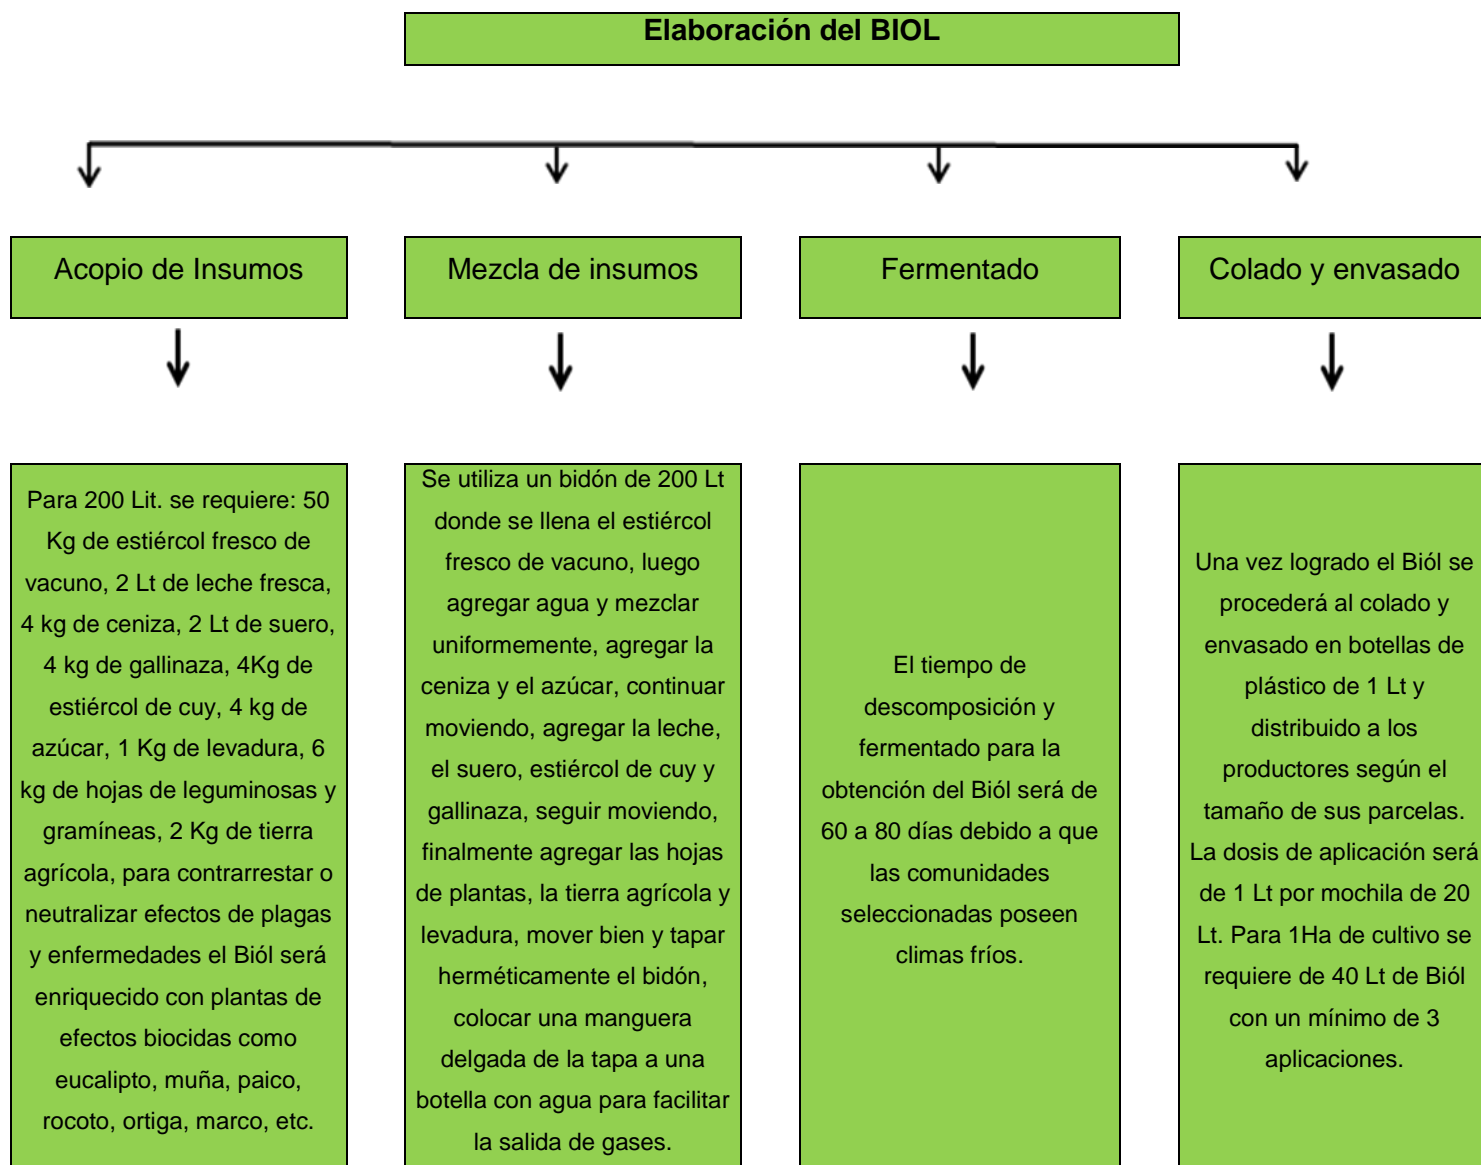 Elaboración del BIOL
Acopio de Insumos
Mezcla de insumos
Fermentado
Colado y envasado
Para 200 Lit. se requiere: 50
Kg de estiércol fresco de
vacuno, 2 Lt de leche fresca,
4 kg de ceniza, 2 Lt de suero,
4 kg de gallinaza, 4Kg de
estiércol de cuy, 4 kg de
azúcar, 1 Kg de levadura, 6
kg de hojas de leguminosas y
gramíneas, 2 Kg de tierra
agrícola, para contrarrestar o
neutralizar efectos de plagas
y enfermedades el Biól será
enriquecido con plantas de
efectos biocidas como
eucalipto, muña, paico,
rocoto, ortiga, marco, etc.
Se utiliza un bidón de 200 Lt
donde se llena el estiércol
fresco de vacuno, luego
agregar agua y mezclar
uniformemente, agregar la
ceniza y el azúcar, continuar
moviendo, agregar la leche,
el suero, estiércol de cuy y
gallinaza, seguir moviendo,
finalmente agregar las hojas
de plantas, la tierra agrícola y
levadura, mover bien y tapar
herméticamente el bidón,
colocar una manguera
delgada de la tapa a una
botella con agua para facilitar
la salida de gases.
El tiempo de
descomposición y
fermentado para la
obtención del Biól será de
60 a 80 días debido a que
las comunidades
seleccionadas poseen
climas fríos.
Una vez logrado el Biól se
procederá al colado y
envasado en botellas de
plástico de 1 Lt y
distribuido a los
productores según el
tamaño de sus parcelas.
La dosis de aplicación será
de 1 Lt por mochila de 20
Lt. Para 1Ha de cultivo se
requiere de 40 Lt de Biól
con un mínimo de 3
aplicaciones.